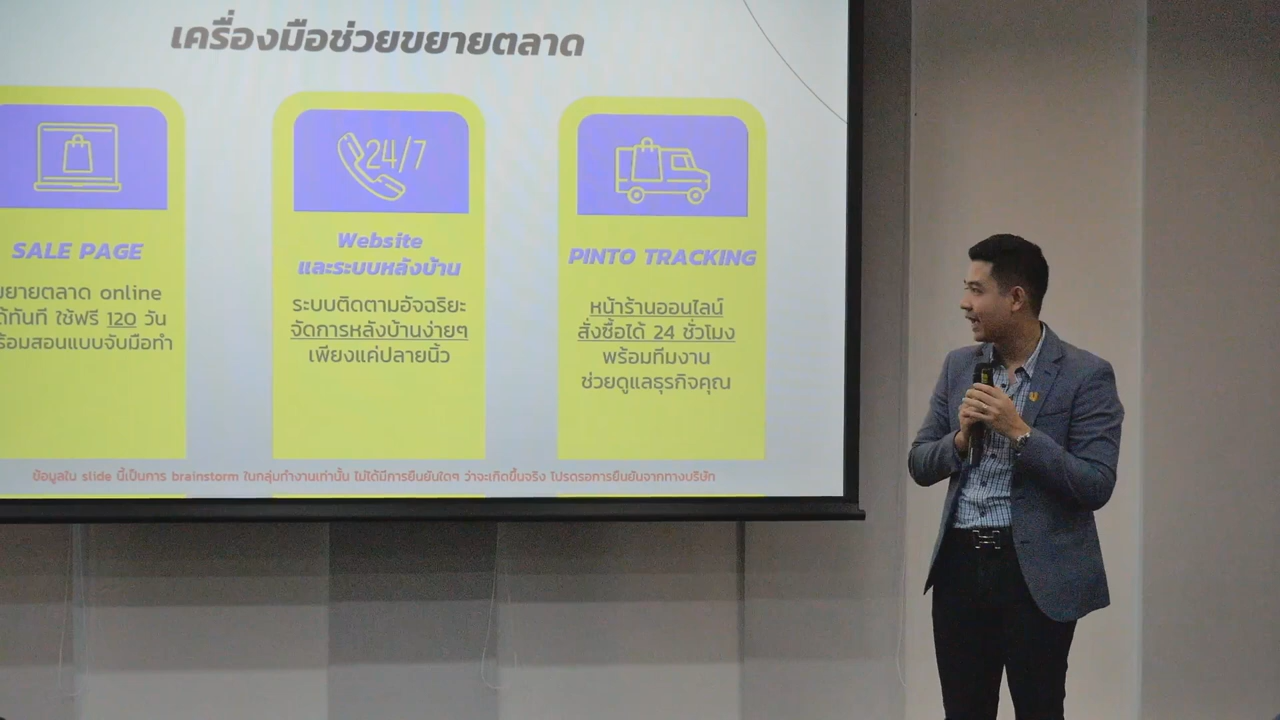 เครื่องมือช่วยขยายตลาด
SALE PAGE
ขยายตลาด online
ได้ทันที ใช้ฟรี 120 วัน
พร้อมสอนแบบจับมือทำ
24/7
Website
และระบบหลังบ้าน
ระบบติดตามอัจฉริยะ
จัดการหลังบ้านง่ายๆ
เพียงแค่ปลายนิ้ว
PINTO TRACKING
หน้าร้านออนไลน์
สั่งซื้อได้ 24 ชั่วโมง
พร้อมทีมงาน
ช่วยดูแลธุรกิจคุณ
ข้อมูลใน slide นี้เป็นการ brainstorm ในกลุ่มทำงานเท่านั้น ไม่ได้มีการยืนยันใดๆ ว่าจะเกิดขึ้นจริง โปรดรอการยืนยันจากทางบริษัท